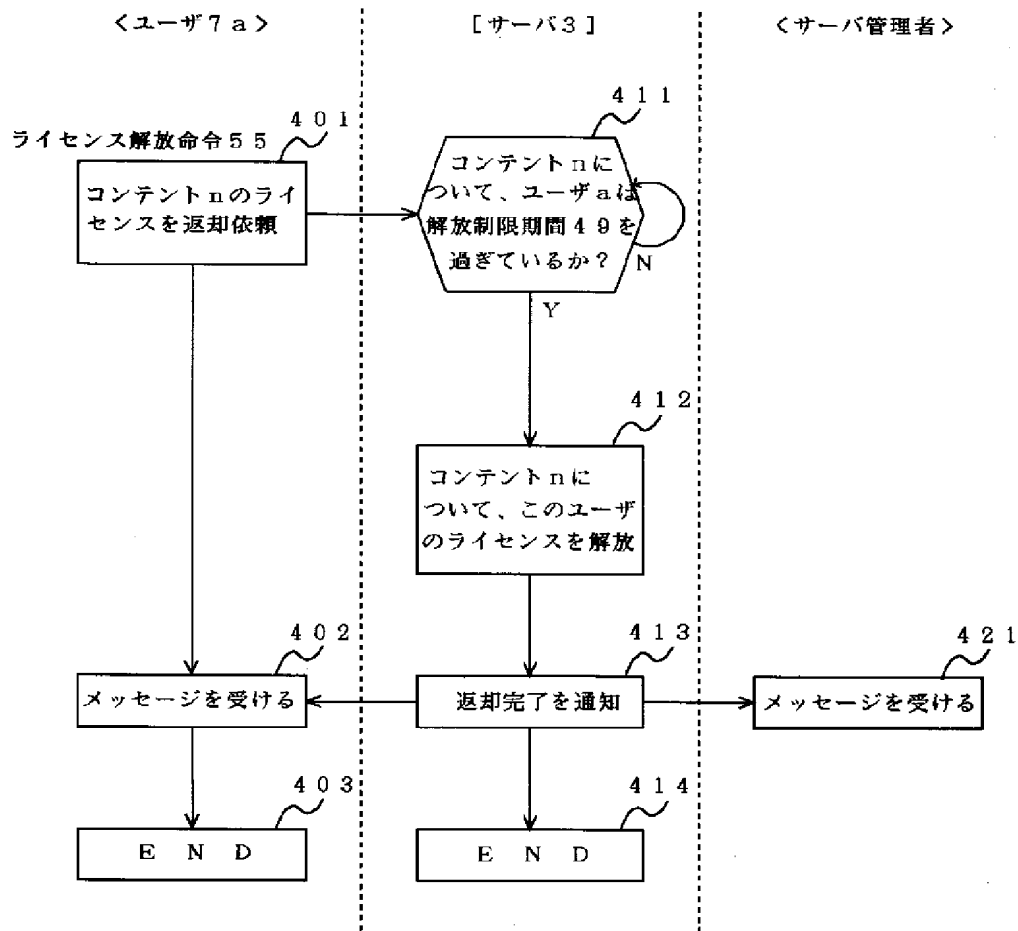 <ユーザ7a>
[サーバ3]
<サーバ管理者>
401
ライセンス解放命令55
コンテントnのライ
センスを返却依頼
411
コンテントnに
ついて、ユーザaは
解放制限期間49を
過ぎているか?
N
Y
412
コンテントnに
ついて、このユーザ
のライセンスを解放
402
メッセージを受ける
413
返却完了を通知
421
メッセージを受ける
403
END
414
END